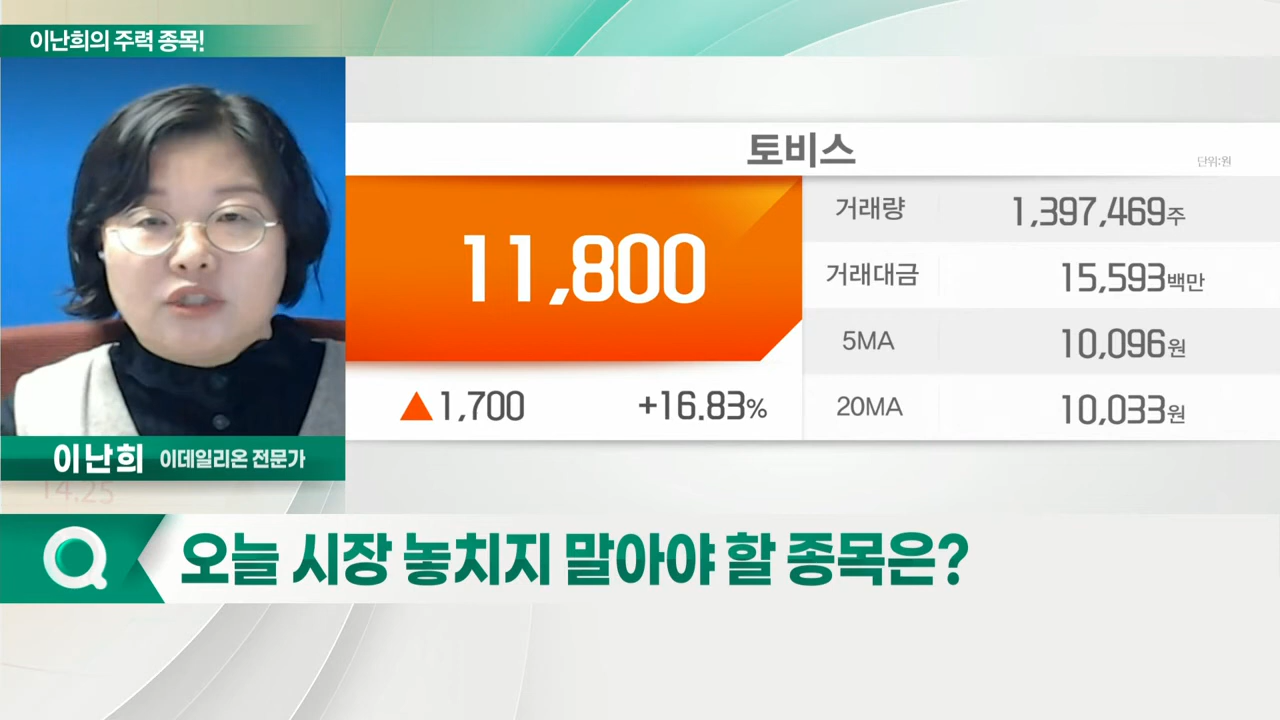 이난희의 주력 종목!
토비스
단위:원
11,800
▲1,700 +16.83%
거래량 1,397,469주
거래대금 15,593백만
5MA 10,096원
20MA 10,033원
이난희 이데일리온 전문가
14.25
Q 오늘 시장 놓치지 말아야 할 종목은?